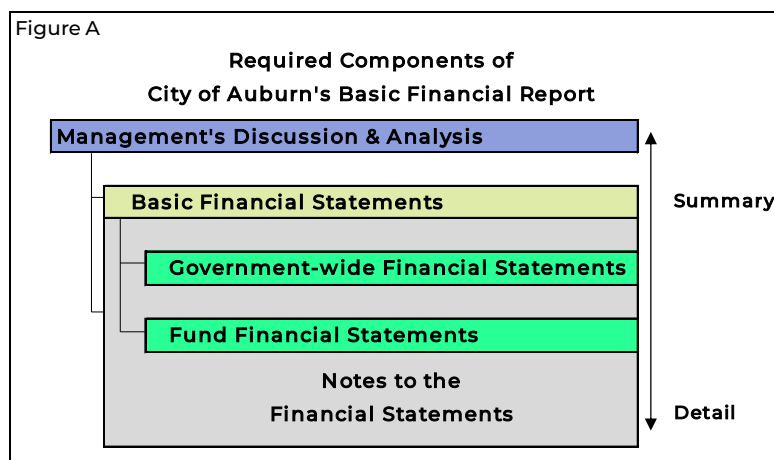 Figure A
Required Components of
City of Auburn's Basic Financial Report
Management's Discussion & Analysis
Basic Financial Statements
Summary
Government-wide Financial Statements
Fund Financial Statements
Notes to the
Financial Statements
Detail